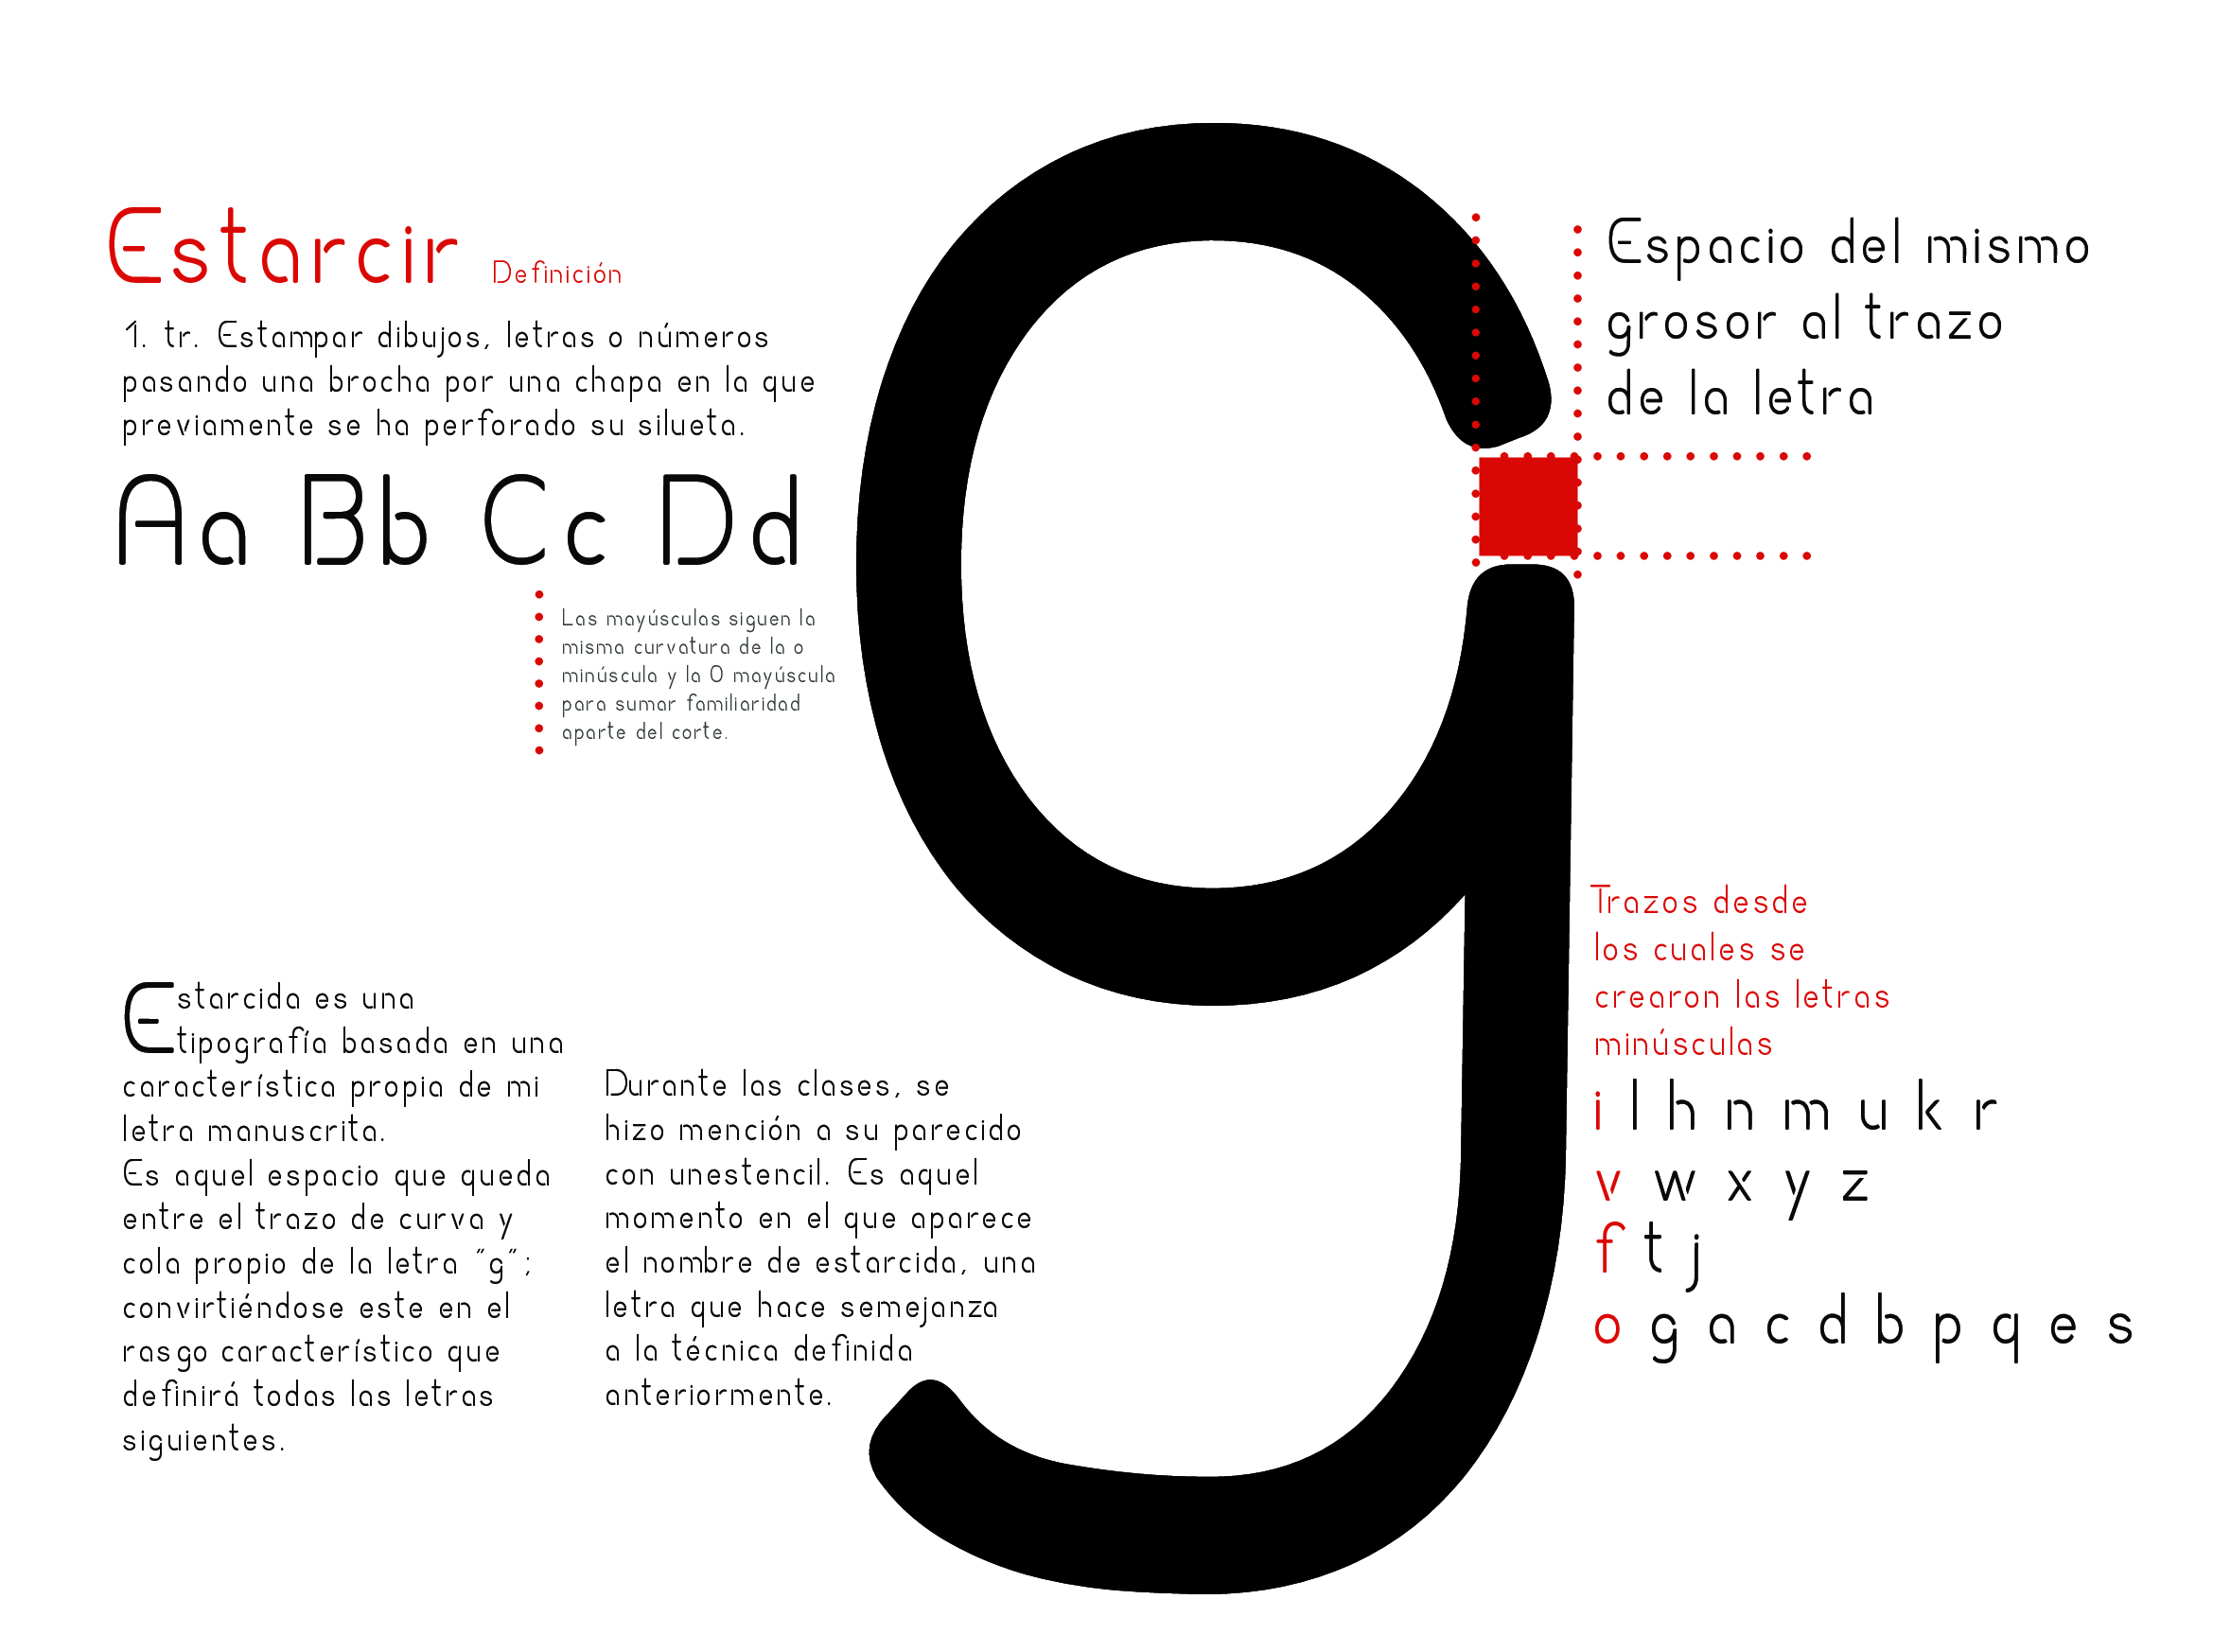 Estarcir Definición
1. tr. Estampar dibujos, letras o números
pasando una brocha por una chapa en la que
previamente se ha perforado su silueta.
Aa Bb Cc Dd
Las mayúsculas siguen la
misma curvatura de la o
minúscula y la O mayúscula
para sumar familiaridad
aparte del corte.
Estarcida es una
tipografía basada en una
característica propia de mi
letra manuscrita.
Es aquel espacio que queda
entre el trazo de curva y
cola propio de la letra "g";
convirtiéndose este en el
rasgo característico que
definirá todas las letras
siguientes.
Durante las clases, se
hizo mención a su parecido
con unestencil. Es aquel
momento en el que aparece
el nombre de estarcida, una
letra que hace semejanza
a la técnica definida
anteriormente.
g
Espacio del mismo
grosor al trazo
de la letra
Trazos desde
los cuales se
crearon las letras
minúsculas
i l h n m u k r
v w x y z
f t j
o g a c d b p q e s